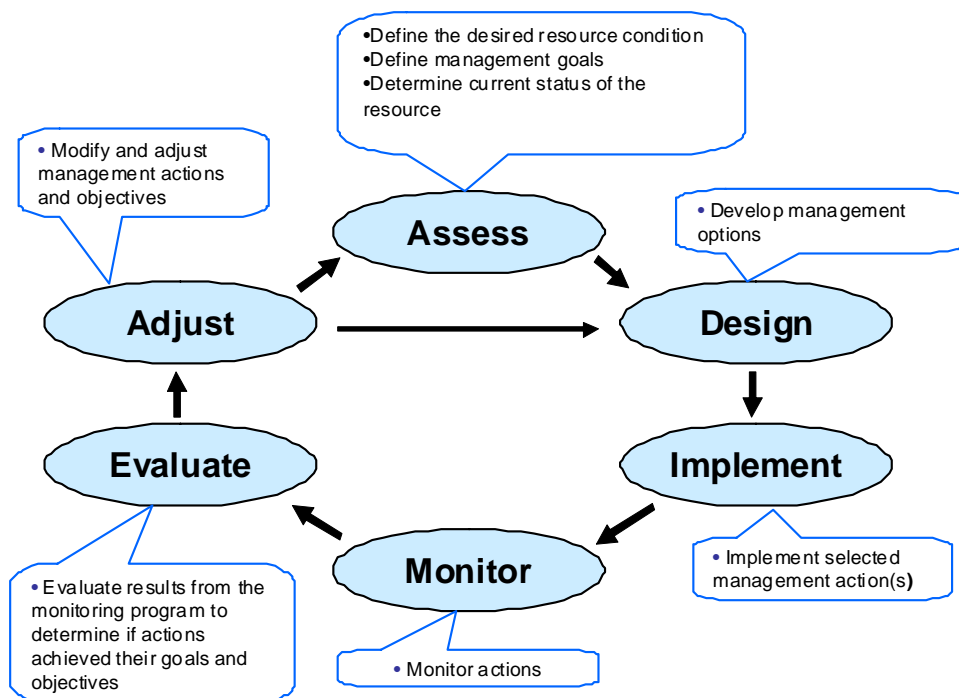 •Define the desired resource condition
•Define management goals
•Determine current status of the
resource
• Modify and adjust
management actions
and objectives
Assess
• Develop management
options
Adjust
Design
Evaluate
Implement
Monitor
• Implement selected
management action(s)
• Evaluate results from the
monitoring program to
determine if actions
achieved their goals and
objectives
• Monitor actions